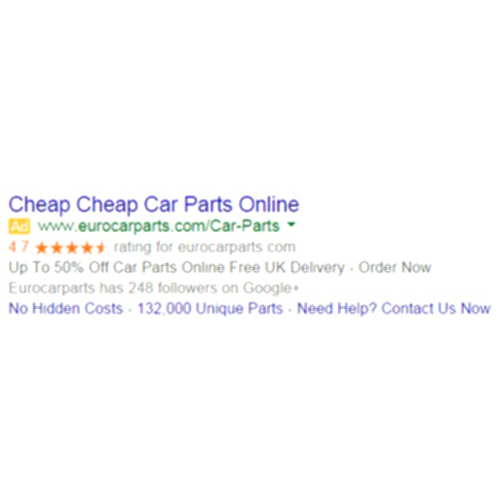 Cheap Cheap Car Parts Online
Ad www.eurocarparts.com/Car-Parts
4.7 rating for eurocarparts.com
Up To 50% Off Car Parts Online Free UK Delivery - Order Now
Eurocarparts has 248 followers on Google+
No Hidden Costs - 132,000 Unique Parts - Need Help? Contact Us Now